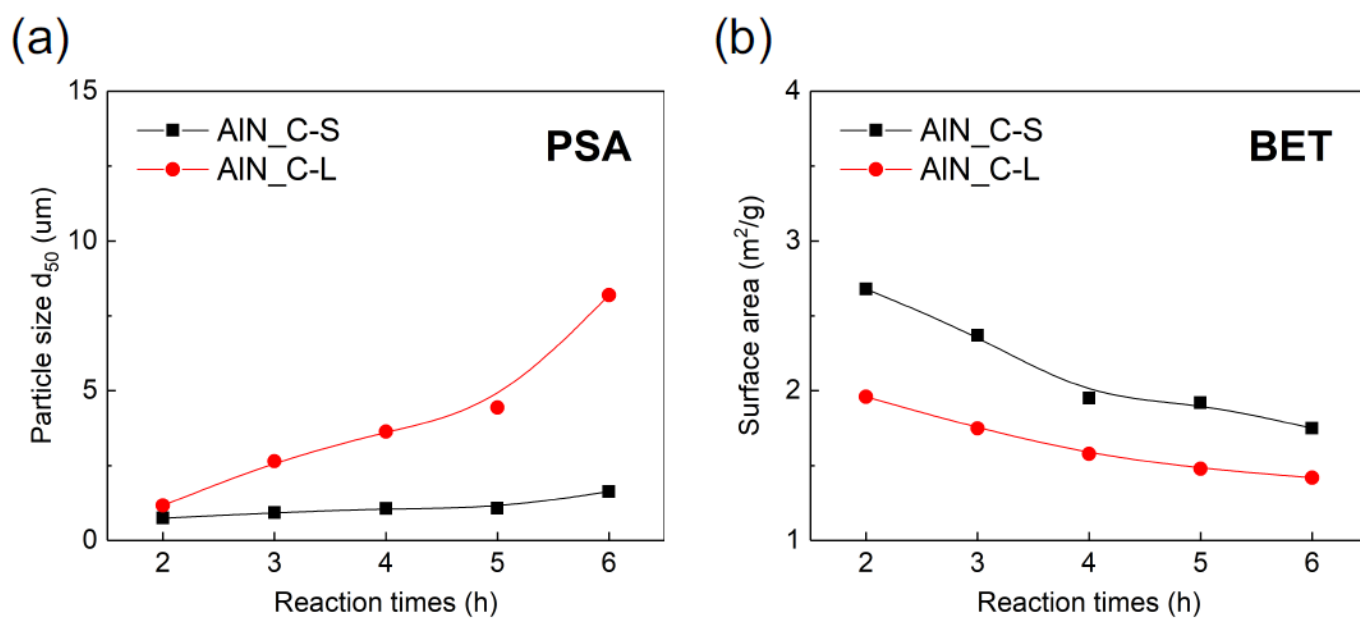 (a)
15
10
5
0
Particle size d₅₀ (um)
AlN_C-S
AlN_C-L
PSA
2 3 4 5 6
Reaction times (h)
(b)
4
3
2
1
Surface area (m²/g)
AlN_C-S
AlN_C-L
BET
2 3 4 5 6
Reaction times (h)